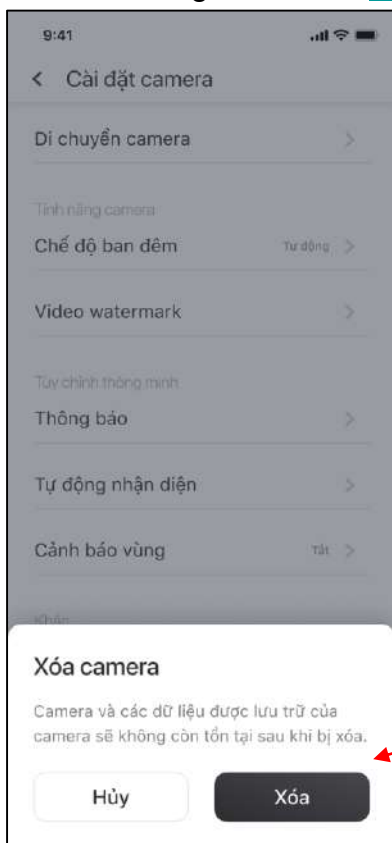 9:41
Cài đặt camera
Di chuyển camera
Tính năng camera
Chế độ ban đêm Tự động
Video watermark
Tùy chỉnh thông minh
Thông báo
Tự động nhận diện
Cảnh báo vùng Tắt
Xóa camera
Camera và các dữ liệu được lưu trữ của
camera sẽ không còn tồn tại sau khi bị xóa.
Hủy Xóa